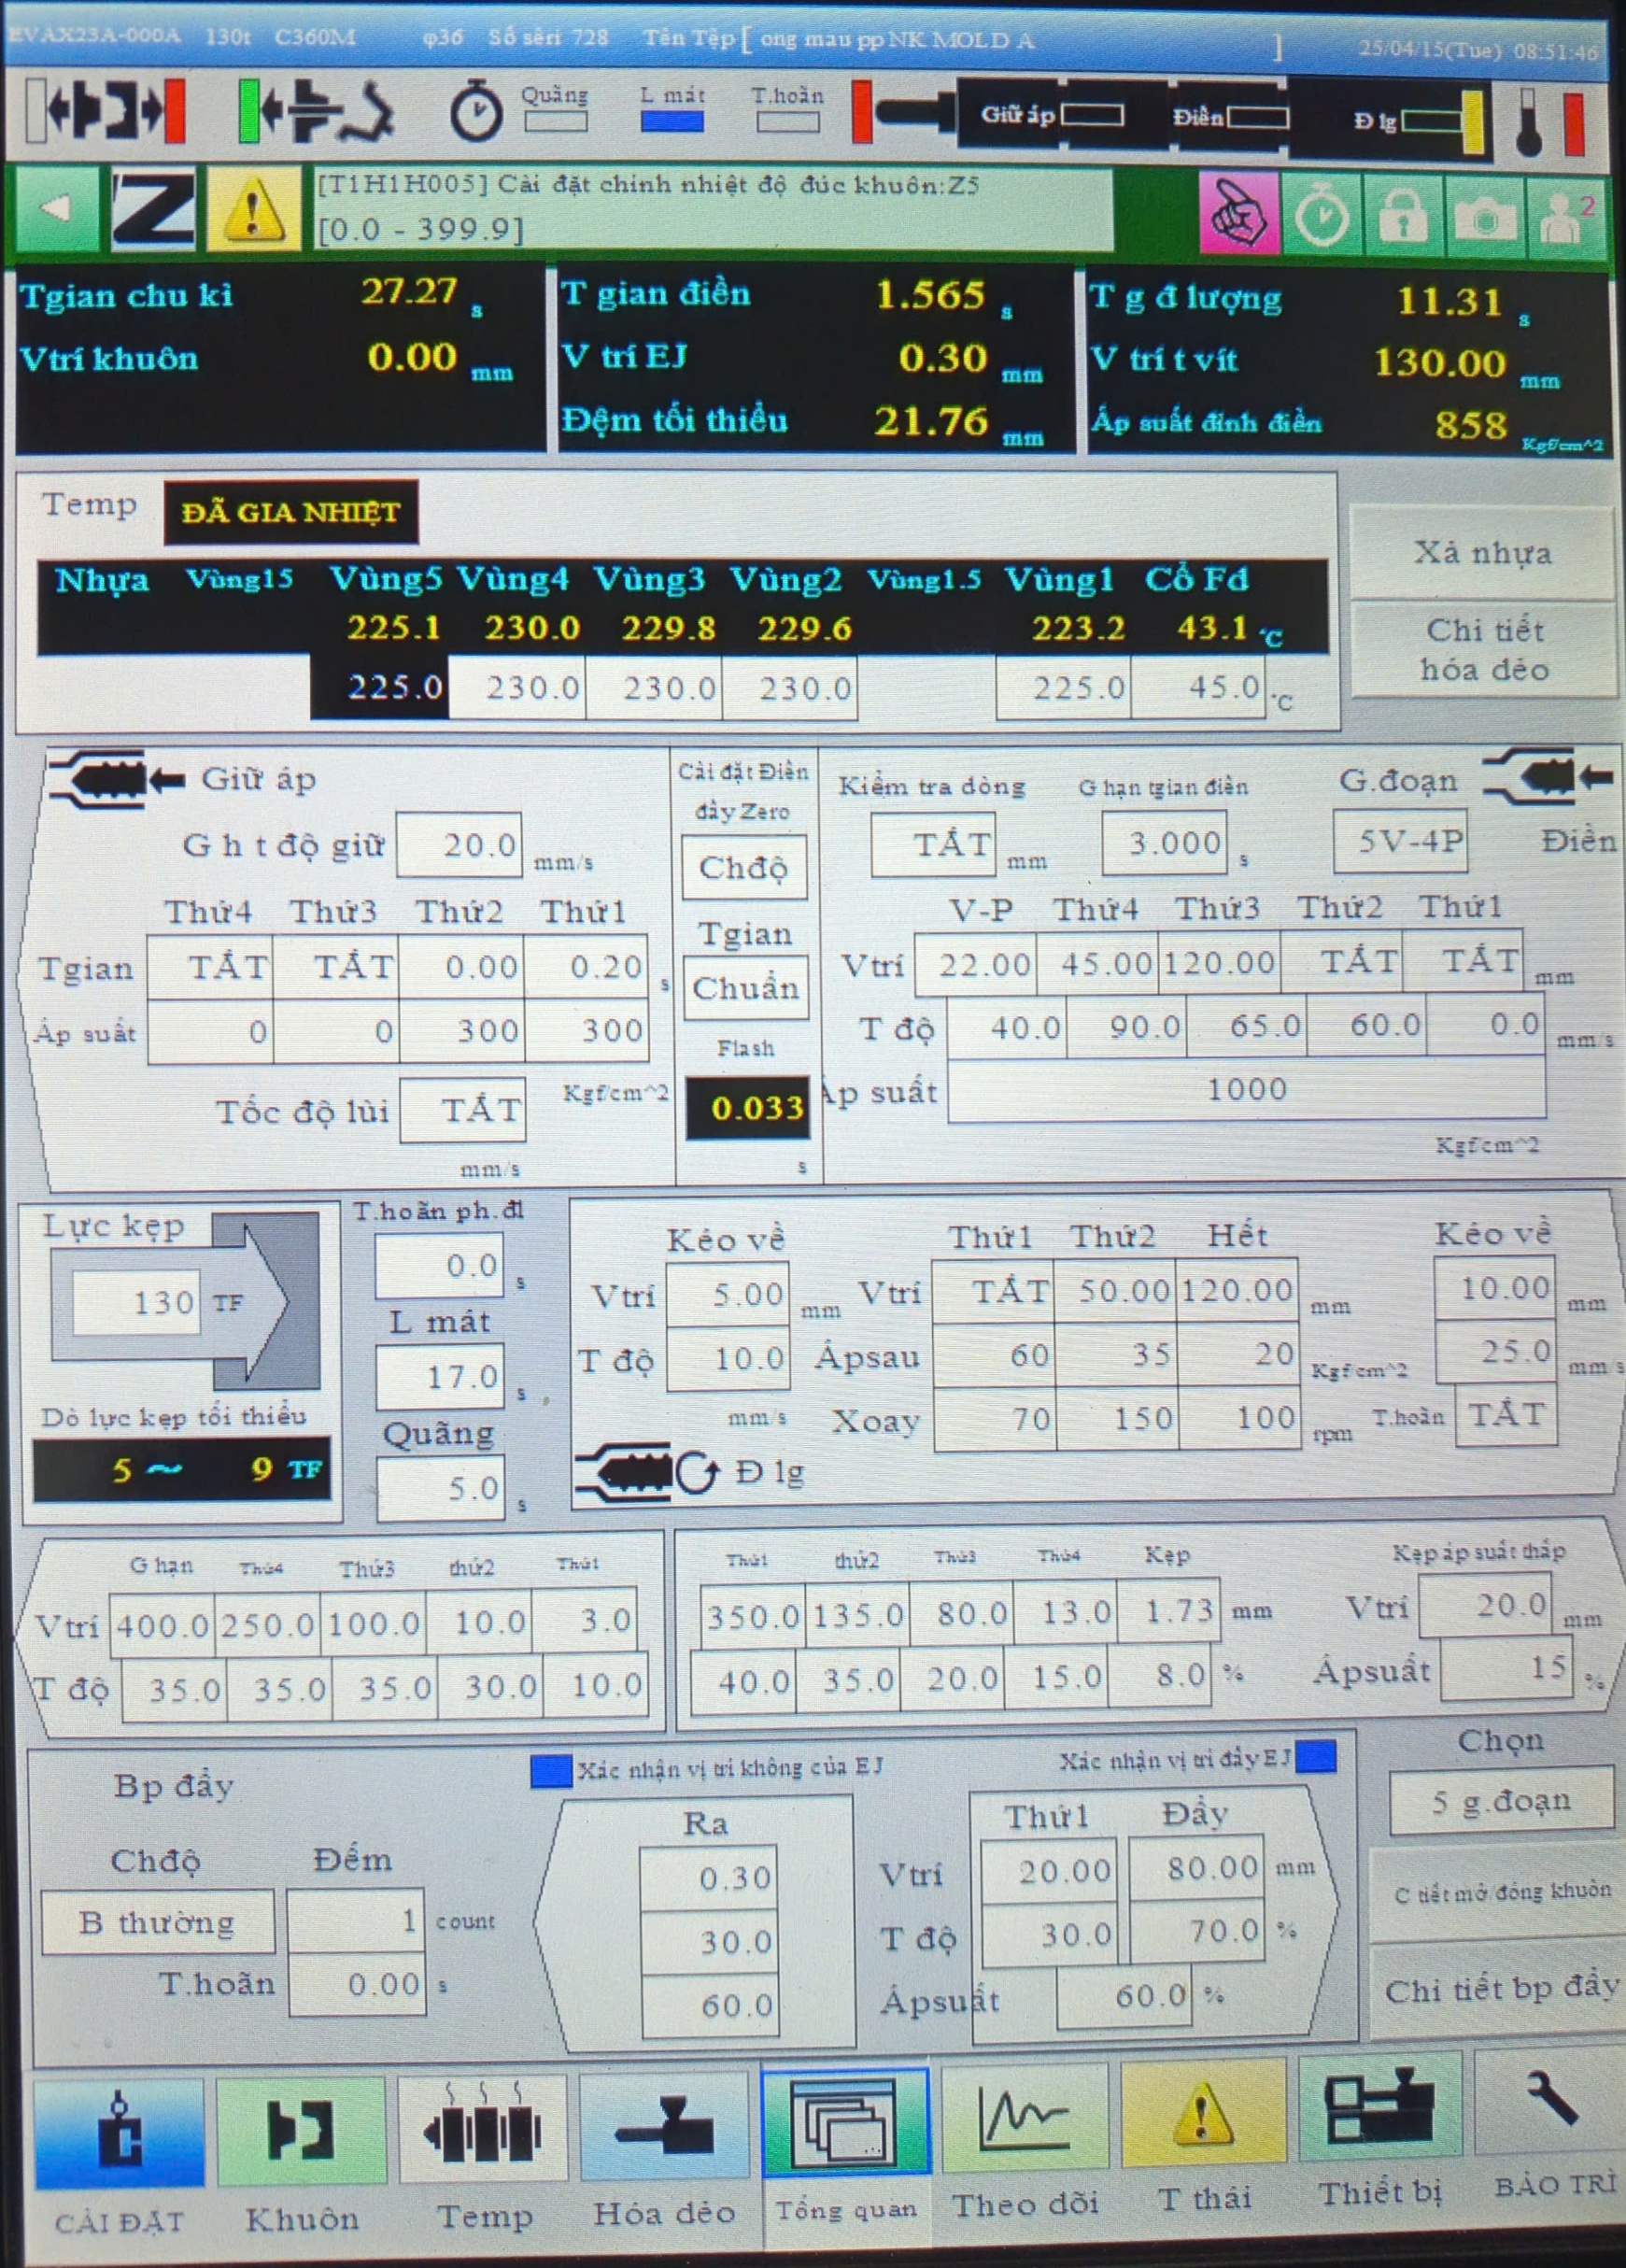 EVAX23A-000A 130t C360M φ36 Số sêri 728 Tên Tệp [ ong mau pp NK MOLD A ] 25/04/15(Tue) 08:51:46
Quãng L mát T.hoãn Giữ áp Điền Đ lg
[T1H1H005] Cài đặt chỉnh nhiệt độ đúc khuôn:Z5
[0.0 - 399.9]
2
Tgian chu kì 27.27 s T gian điền 1.565 s T g đ lượng 11.31 s
Vtrí khuôn 0.00 mm V trí EJ 0.30 mm V trí t vít 130.00 mm
Đệm tối thiểu 21.76 mm Áp suất đỉnh điền 858 Kgf/cm^2
Temp ĐÃ GIA NHIỆT
Nhựa Vùng15 Vùng5 Vùng4 Vùng3 Vùng2 Vùng1.5 Vùng1 Cổ Fd
225.1 230.0 229.8 229.6 223.2 43.1 °C
225.0 230.0 230.0 230.0 225.0 45.0 °C
Xả nhựa
Chi tiết
hóa dẻo
Giữ áp
G h t độ giữ 20.0 mm/s
Thứ4 Thứ3 Thứ2 Thứ1
Tgian TẮT TẮT 0.00 0.20 s
Áp suất 0 0 300 300
Kgf/cm^2
Tốc độ lùi TẮT
mm/s
Cài đặt Điền
đầy Zero
Chđộ
Tgian
Chuẩn
Flash
0.033
s
Kiểm tra dòng G hạn tgian điền G.đoạn
TẮT mm 3.000 s 5V-4P Điền
V-P Thứ4 Thứ3 Thứ2 Thứ1
Vtrí 22.00 45.00 120.00 TẮT TẮT mm
T độ 40.0 90.0 65.0 60.0 0.0 mm/s
Áp suất 1000
Kgf/cm^2
Lực kẹp
130 TF
Dò lực kẹp tối thiểu
5 ~ 9 TF
T.hoãn ph.đl
0.0 s
L mát
17.0 s
Quãng
5.0 s
Kéo về Thứ1 Thứ2 Hết Kéo về
Vtrí 5.00 mm Vtrí TẮT 50.00 120.00 mm 10.00 mm
T độ 10.0 Ápsau 60 35 20 Kgf/cm^2 25.0 mm/s
mm/s Xoay 70 150 100 rpm T.hoãn TẮT
Đ lg
G hạn Thứ4 Thứ3 thứ2 Thứ1
Vtrí 400.0 250.0 100.0 10.0 3.0
T độ 35.0 35.0 35.0 30.0 10.0
Thứ1 thứ2 Thứ3 Thứ4 Kẹp Kẹp áp suất thấp
350.0 135.0 80.0 13.0 1.73 mm Vtrí 20.0 mm
40.0 35.0 20.0 15.0 8.0 % Ápsuất 15 %
Bp đẩy
Chđộ Đếm
B thường 1 count
T.hoãn 0.00 s
Xác nhận vị trí không của EJ
Xác nhận vị trí đẩy EJ
Ra Thứ1 Đẩy
0.30 Vtrí 20.00 80.00 mm
30.0 T độ 30.0 70.0 %
60.0 Ápsuất 60.0 %
Chọn
5 g.đoạn
C tiết mở/đóng khuôn
Chi tiết bp đẩy
CÀI ĐẶT Khuôn Temp Hóa dẻo Tổng quan Theo dõi T thái Thiết bị BẢO TRÌ